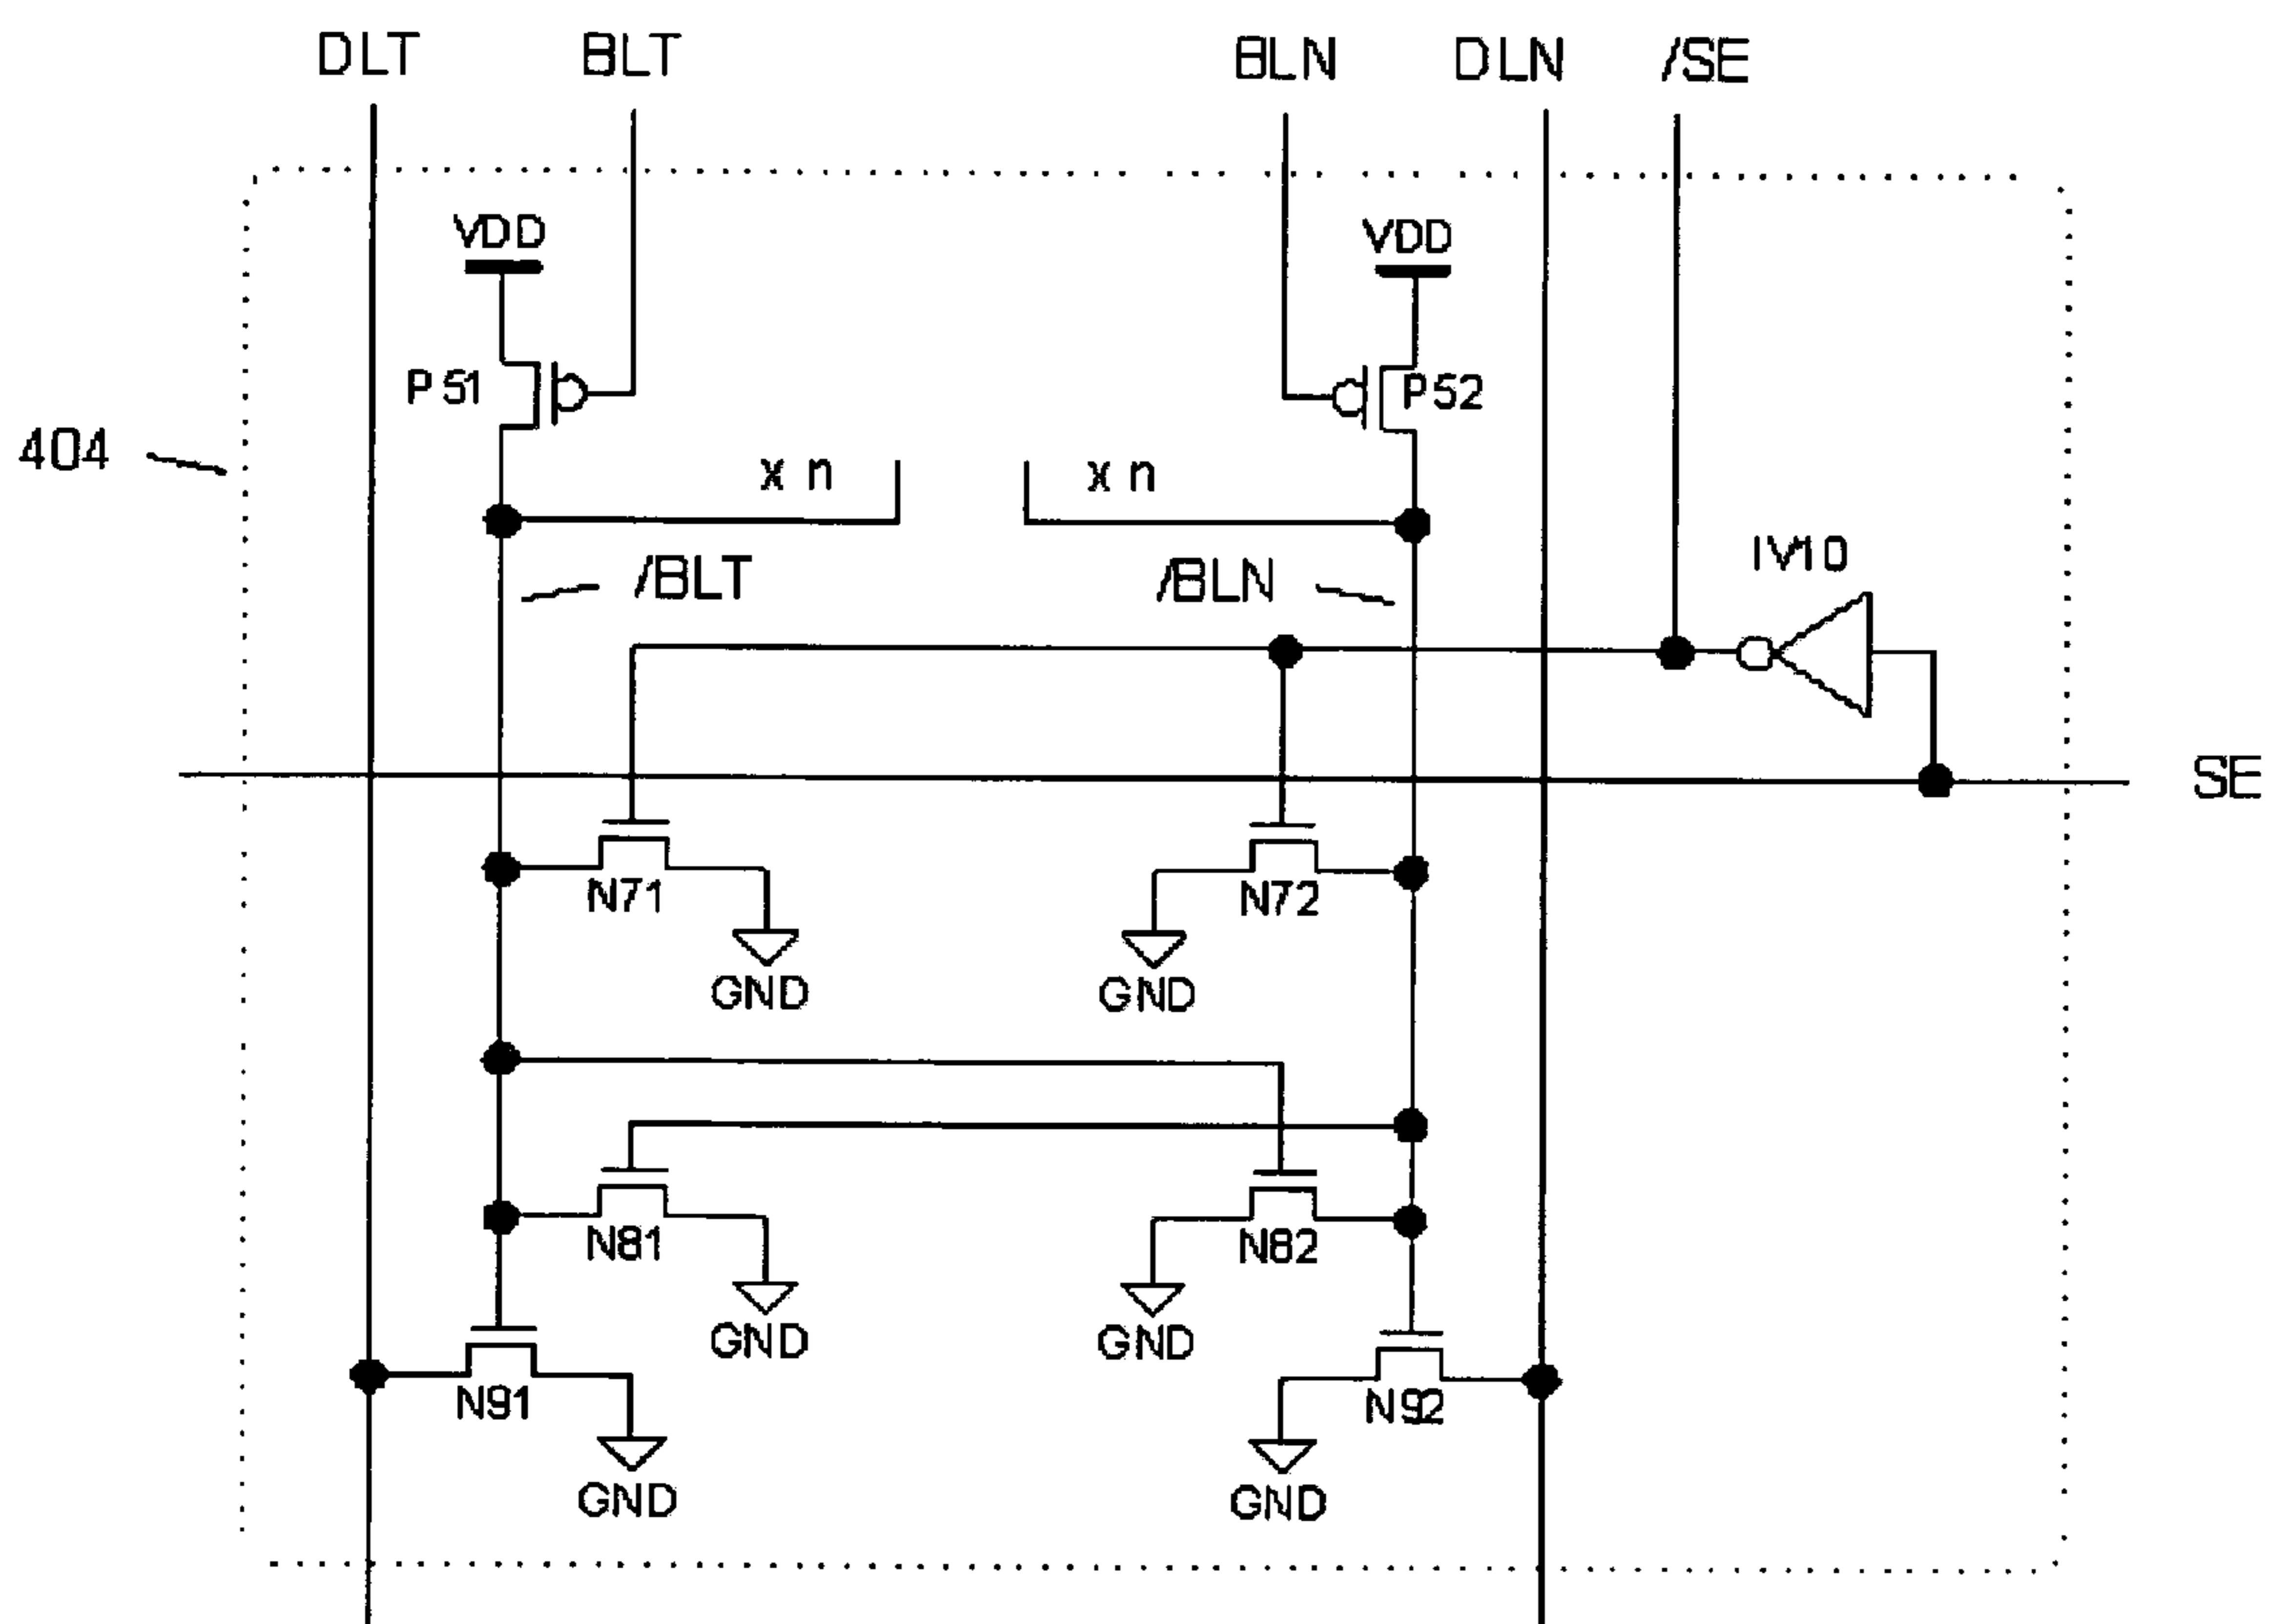 DLT BLT BLN DLN /SE
VDD VDD
P51 P52
404
x n x n
IV10
/BLT /BLN
SE
N71 N72
GND GND
N81 N82
GND GND
N91 N92
GND GND